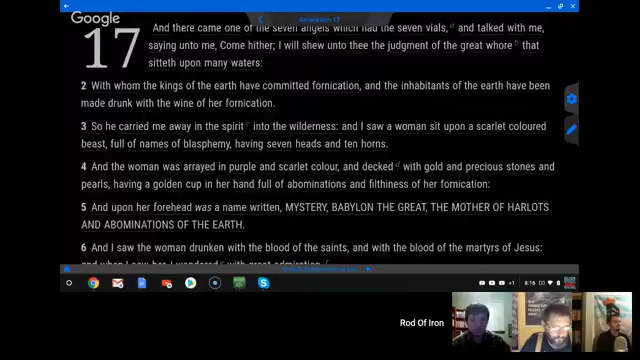 Google
Revelation 17
17 And there came one of the seven angels which had the seven vials, a and talked with me,
saying unto me, Come hither; I will shew unto thee the judgment of the great whore b that
sitteth upon many waters:
2 With whom the kings of the earth have committed fornication, and the inhabitants of the earth have been
made drunk with the wine of her fornication.
3 So he carried me away in the spirit c into the wilderness: and I saw a woman sit upon a scarlet coloured
beast, full of names of blasphemy, having seven heads and ten horns.
4 And the woman was arrayed in purple and scarlet colour, and decked d with gold and precious stones and
pearls, having a golden cup in her hand full of abominations and filthiness of her fornication:
5 And upon her forehead was a name written, MYSTERY, BABYLON THE GREAT, THE MOTHER OF HARLOTS
AND ABOMINATIONS OF THE EARTH.
6 And I saw the woman drunken with the blood of the saints, and with the blood of the martyrs of Jesus:
and when I saw her, I wondered e with great admiration. f
+1
8:16
Rod Of Iron